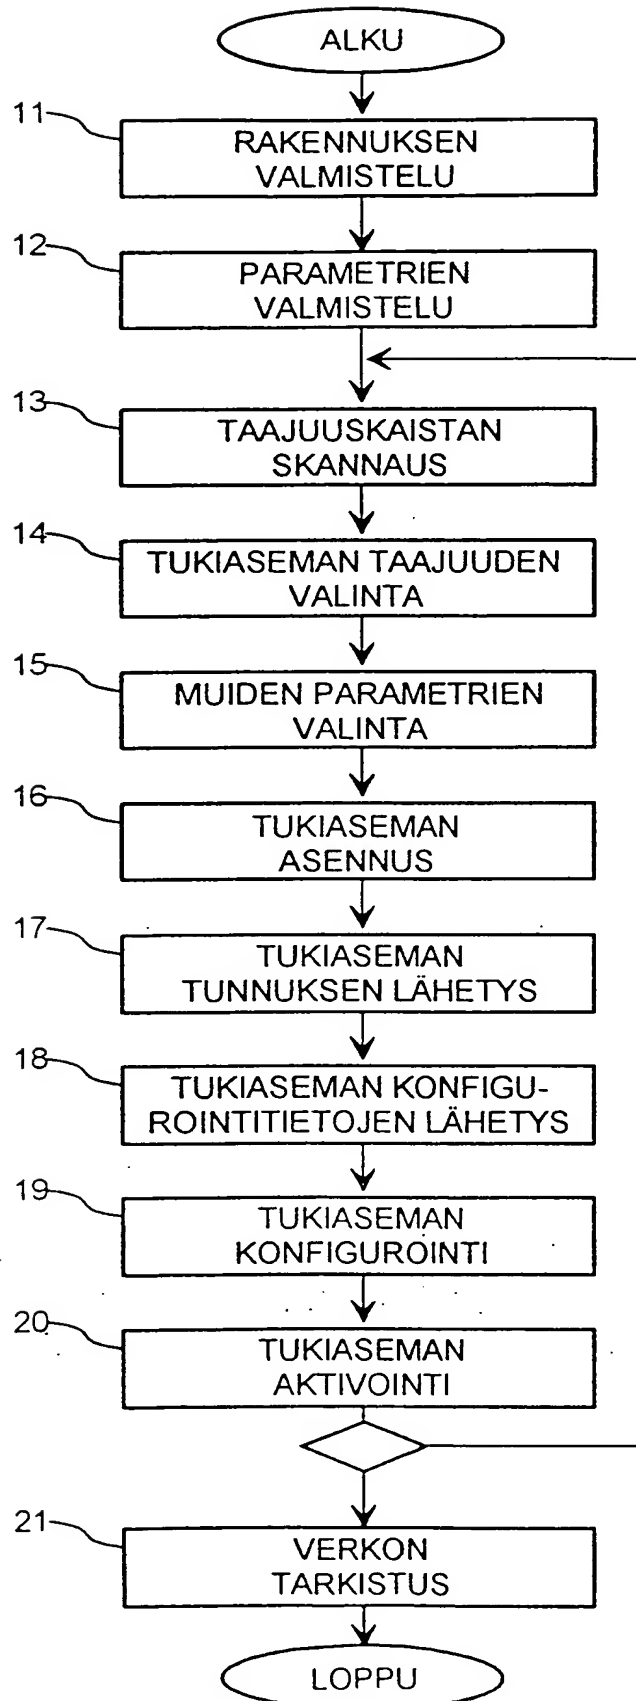 ALKU
11
RAKENNUKSEN
VALMISTELU
12
PARAMETRIEN
VALMISTELU
13
TAAJUUSKAISTAN
SKANNAUS
14
TUKIASEMAN TAAJUUDEN
VALINTA
15
MUIDEN PARAMETRIEN
VALINTA
16
TUKIASEMAN
ASENNUS
17
TUKIASEMAN
TUNNUKSEN LÄHETYS
18
TUKIASEMAN KONFIGU-
ROINTITIETOJEN LÄHETYS
19
TUKIASEMAN
KONFIGUROINTI
20
TUKIASEMAN
AKTIVOINTI
21
VERKON
TARKISTUS
LOPPU